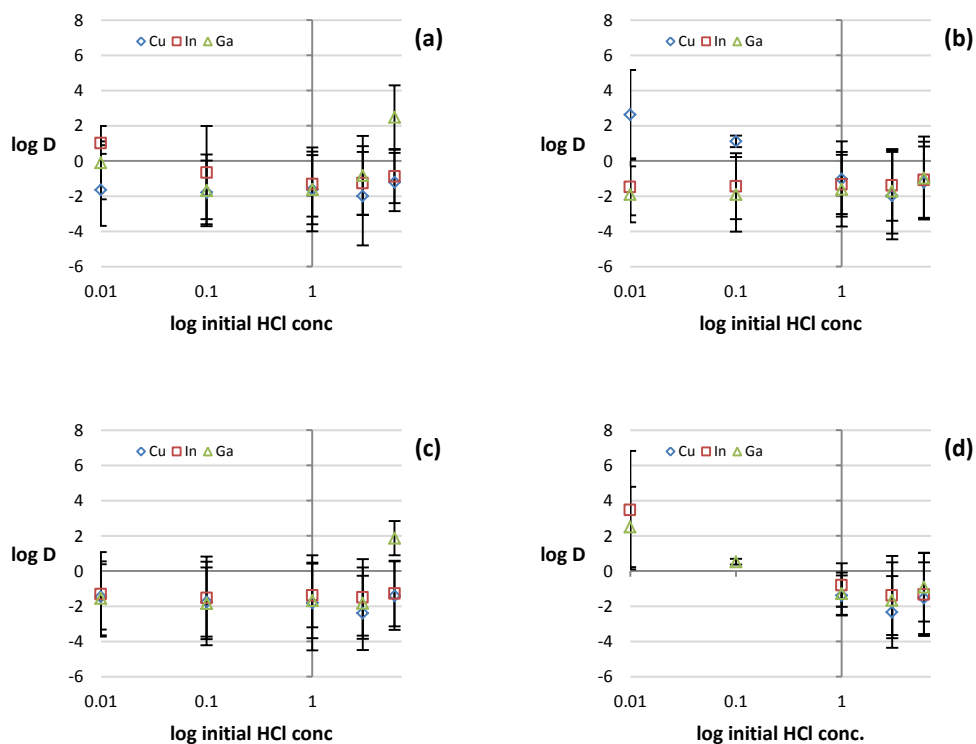 8
(a)
Cu In Ga
6
4
log D
2
0
-2
-4
-6
0.01 0.1 1
log initial HCl conc
8
(b)
Cu In Ga
6
4
log D
2
0
-2
-4
-6
0.01 0.1 1
log initial HCl conc
8
(c)
Cu In Ga
6
4
2
log D
0
-2
-4
-6
0.01 0.1 1
log initial HCl conc
8
(d)
Cu In Ga
6
4
2
log D
0
-2
-4
-6
0.01 0.1 1
log initial HCl conc.